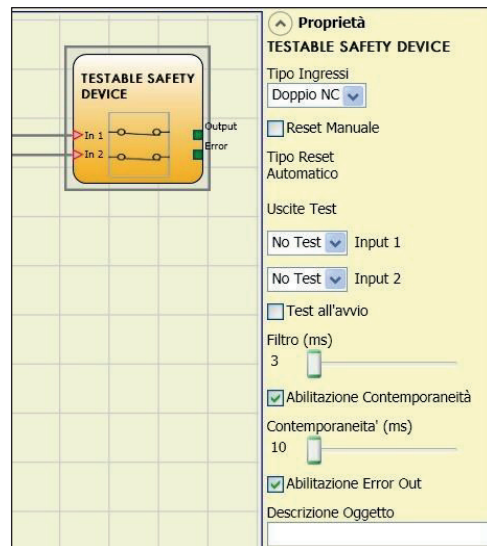 TESTABLE SAFETY
DEVICE
In 1
In 2
Output
Error
Proprietà
TESTABLE SAFETY DEVICE
Tipo Ingressi
Doppio NC
Reset Manuale
Tipo Reset
Automatico
Uscite Test
No Test Input 1
No Test Input 2
Test all'avvio
Filtro (ms)
3
Abilitazione Contemporaneità
Contemporaneita' (ms)
10
Abilitazione Error Out
Descrizione Oggetto